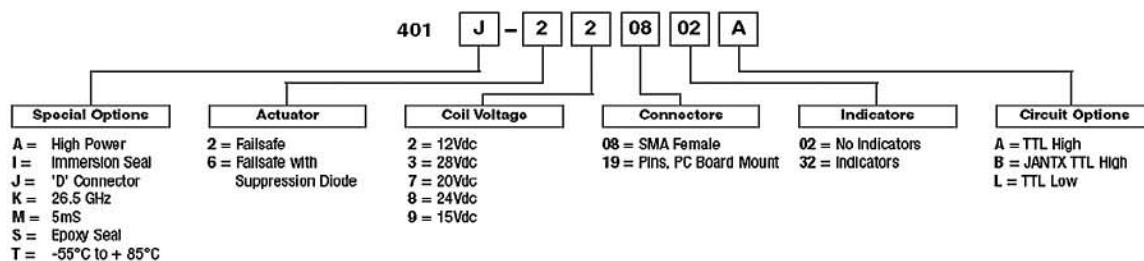 401 J - 2 2 08 02 A
Special Options
A = High Power
I = Immersion Seal
J = 'D' Connector
K = 26.5 GHz
M = 5mS
S = Epoxy Seal
T = -55°C to + 85°C
Actuator
2 = Failsafe
6 = Failsafe with
Suppression Diode
Coil Voltage
2 = 12Vdc
3 = 28Vdc
7 = 20Vdc
8 = 24Vdc
9 = 15Vdc
Connectors
08 = SMA Female
19 = Pins, PC Board Mount
Indicators
02 = No Indicators
32 = Indicators
Circuit Options
A = TTL High
B = JANTX TTL High
L = TTL Low